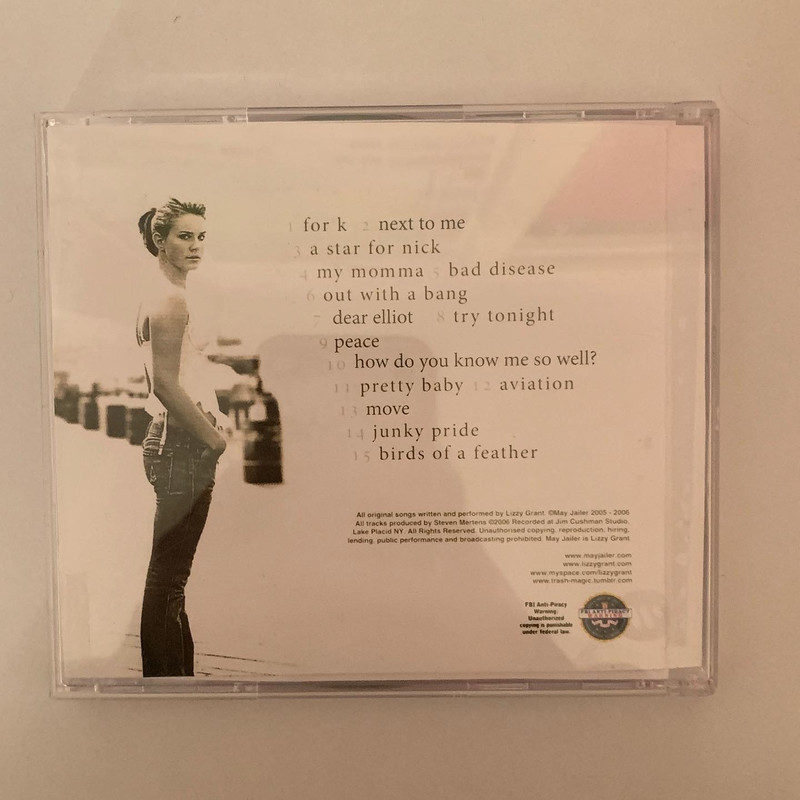 1 for k 2 next to me
3 a star for nick
4 my momma 5 bad disease
6 out with a bang
7 dear elliot 8 try tonight
9 peace
10 how do you know me so well?
11 pretty baby 12 aviation
13 move
14 junky pride
15 birds of a feather
All original songs written and performed by Lizzy Grant. ©May Jailer 2005 - 2006
All tracks produced by Steven Mertens ©2006 Recorded at Jim Cushman Studio,
Lake Placid NY. All Rights Reserved. Unauthorised copying, reproduction, hiring,
lending, public performance and broadcasting prohibited. May Jailer is Lizzy Grant.
www.mayjailer.com
www.lizzygrant.com
www.myspace.com/lizzygrant
www.trash-magic.tumblr.com
FBI Anti-Piracy
Warning:
Unauthorized
copying is punishable
under federal law.